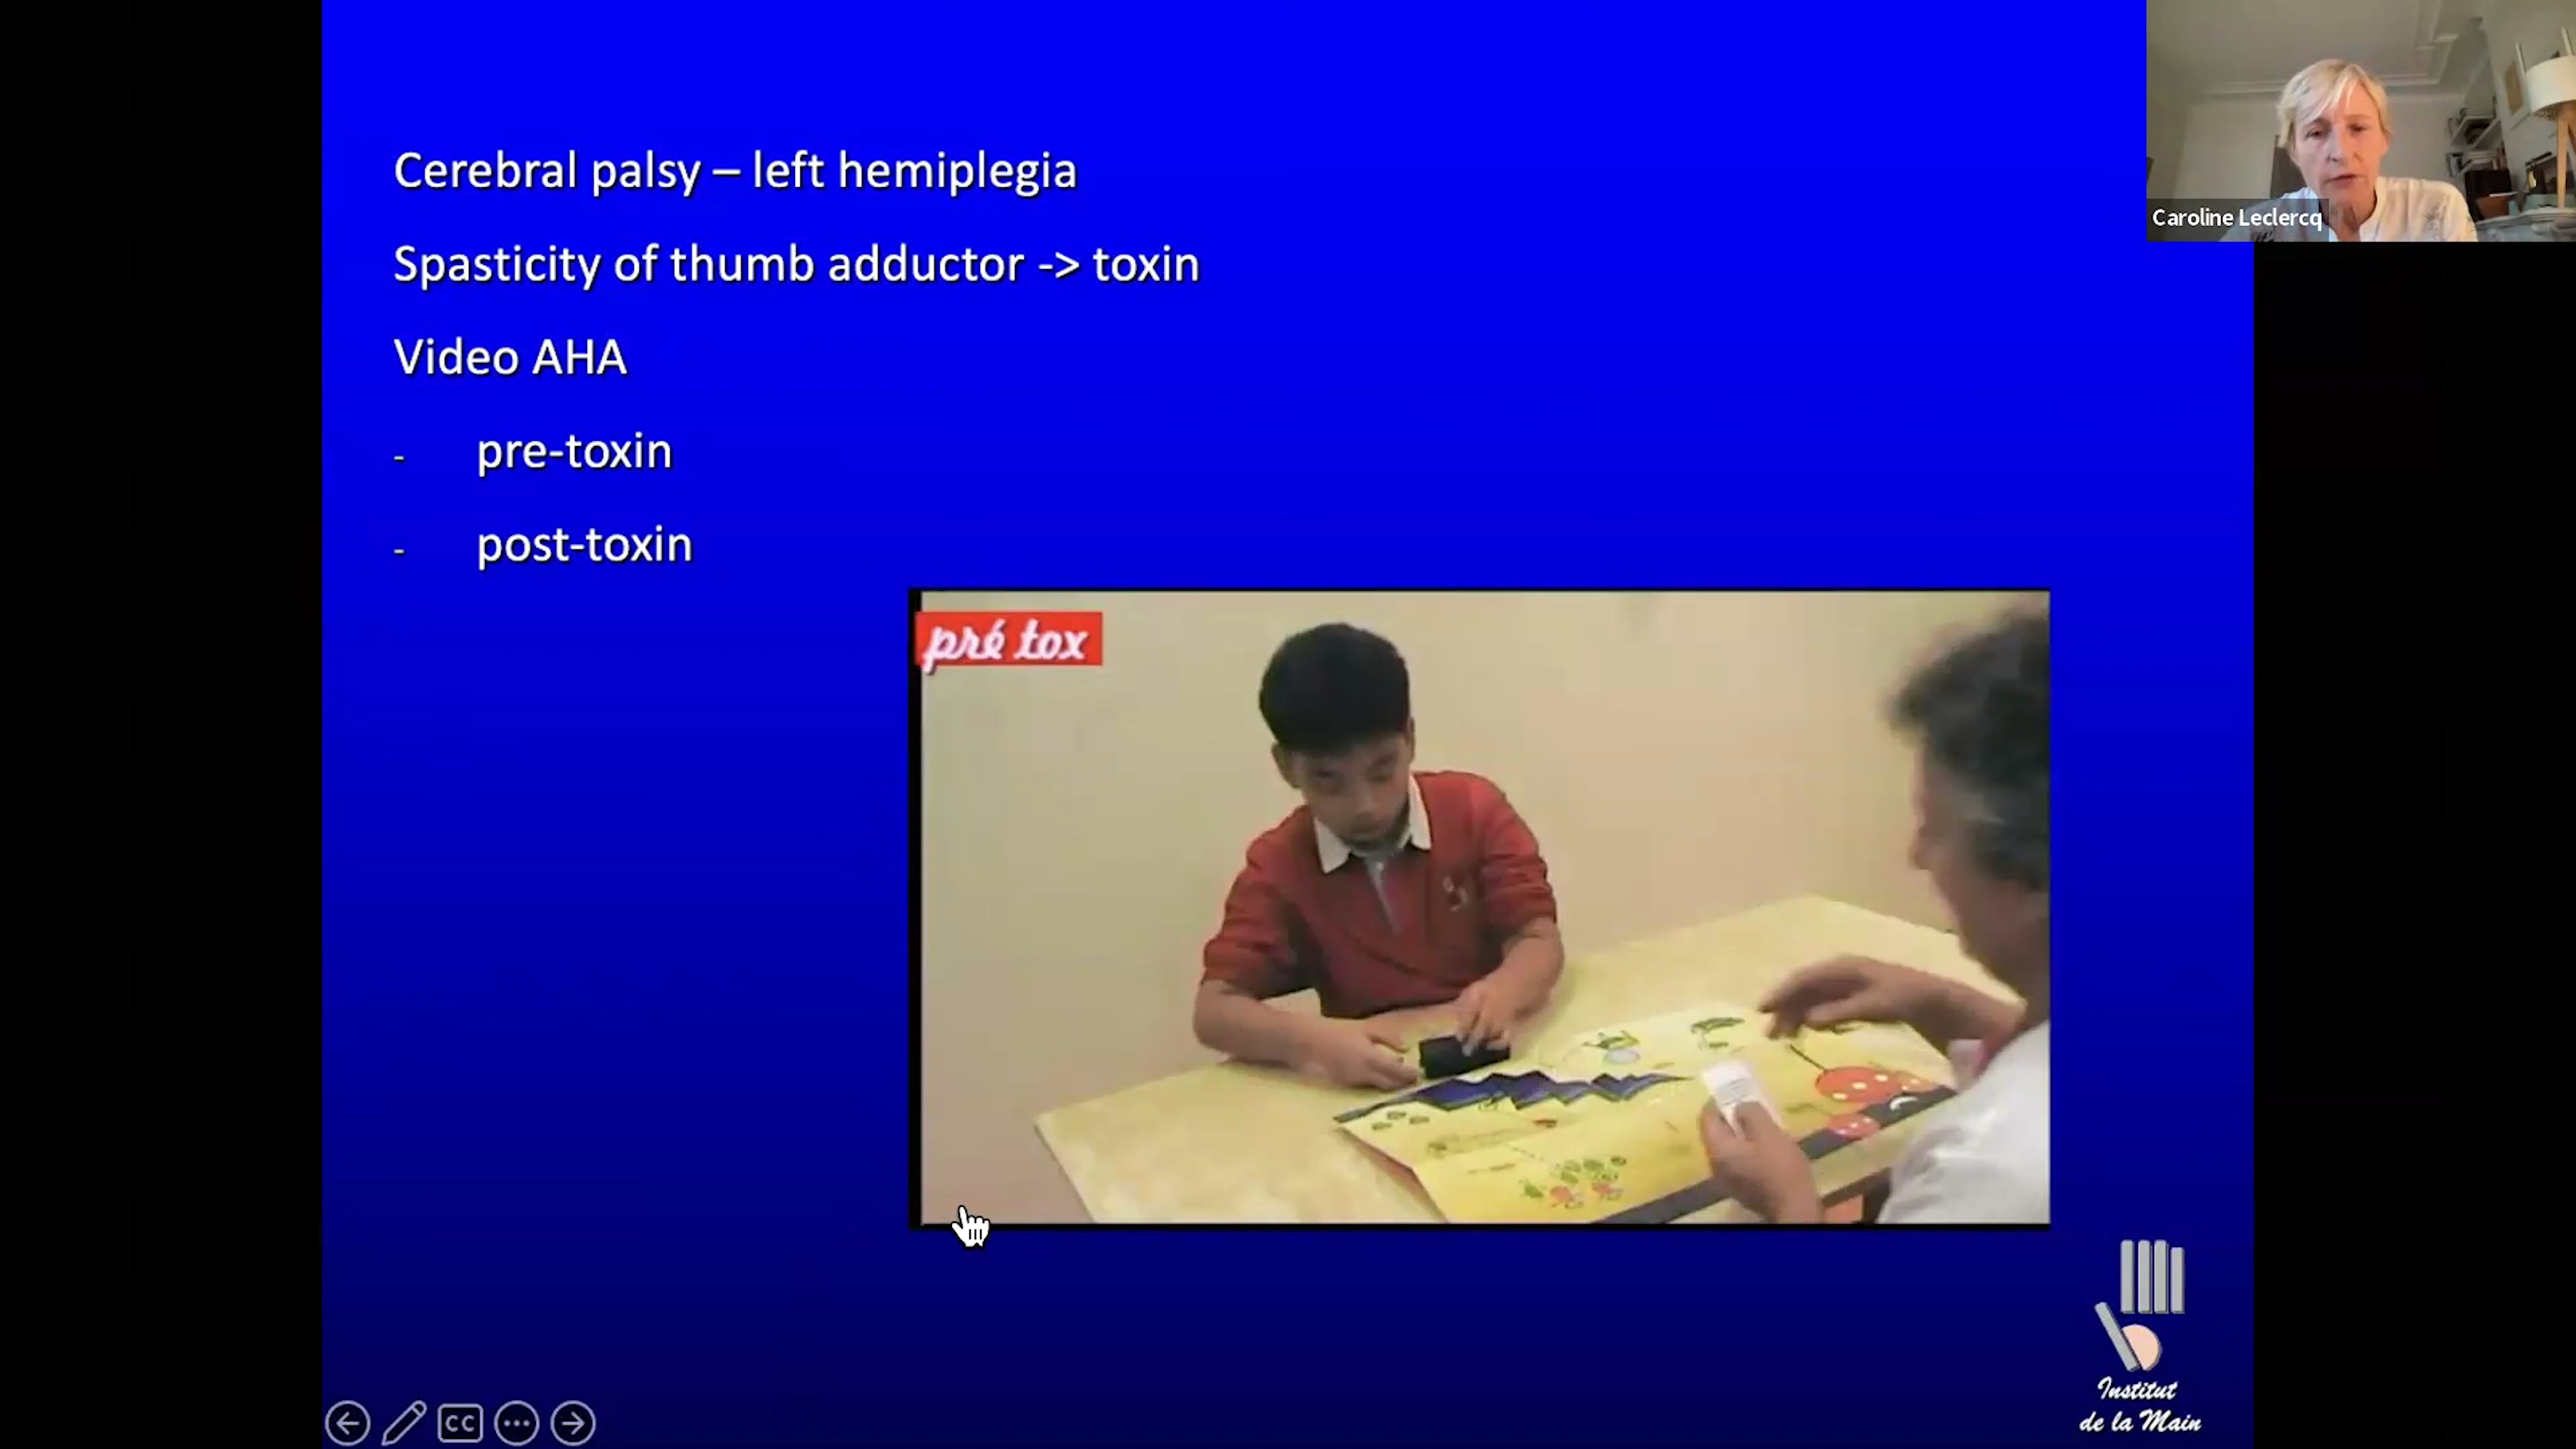 Cerebral palsy – left hemiplegia
Caroline Leclercq
Spasticity of thumb adductor -> toxin
Video AHA
- pre-toxin
- post-toxin
pré tox
Institut
de la Main
CC